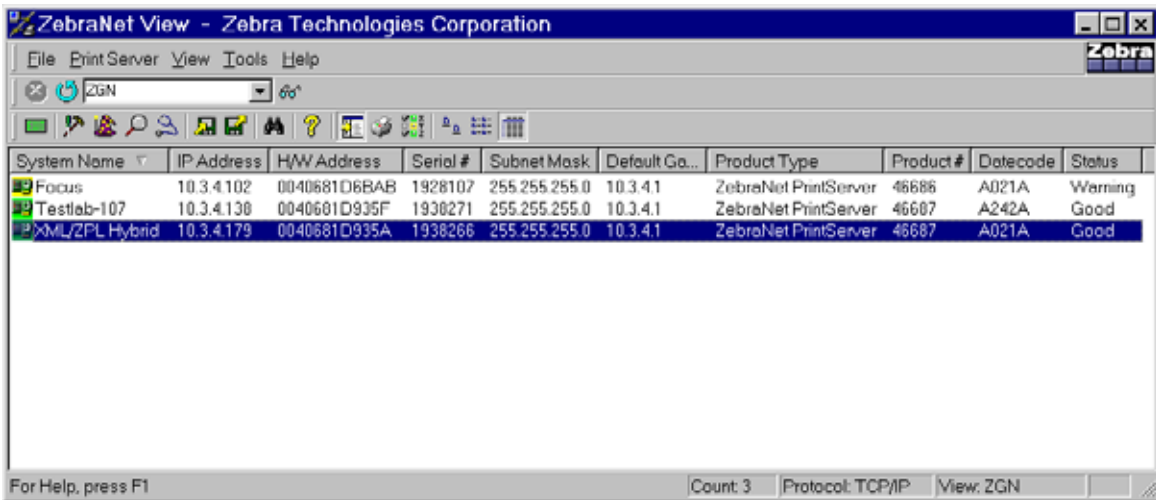 ZebraNet View - Zebra Technologies Corporation
File Print Server View Tools Help
Zebra
ZGN
System Name IP Address H/W Address Serial # Subnet Mask Default Ga... Product Type Product # Datecode Status
Focus 10.3.4.102 0040681D6BAB 1928107 255.255.255.0 10.3.4.1 ZebraNet PrintServer 46686 A021A Warning
Testlab-107 10.3.4.138 0040681D935F 1938271 255.255.255.0 10.3.4.1 ZebraNet PrintServer 46687 A242A Good
XML/ZPL Hybrid 10.3.4.179 0040681D935A 1938266 255.255.255.0 10.3.4.1 ZebraNet PrintServer 46687 A021A Good
For Help, press F1 Count: 3 Protocol: TCP/IP View: ZGN